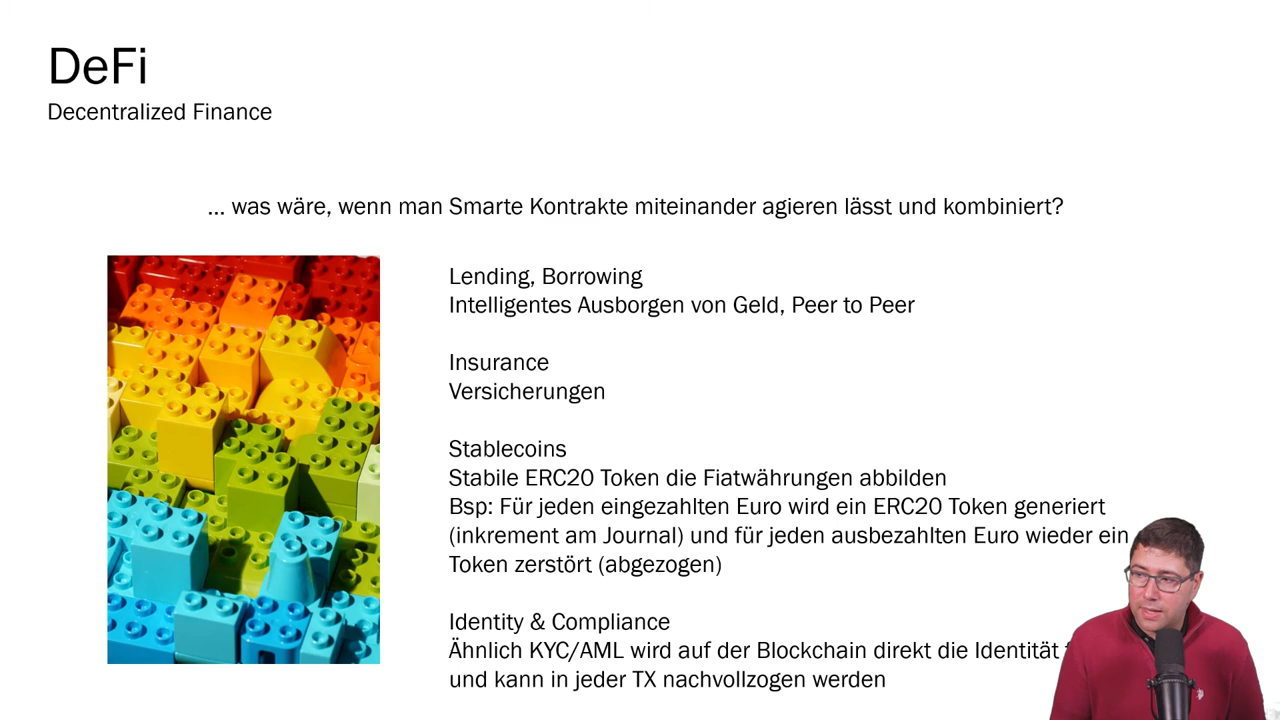 DeFi
Decentralized Finance
... was wäre, wenn man Smarte Kontrakte miteinander agieren lässt und kombiniert?
Lending, Borrowing
Intelligentes Ausborgen von Geld, Peer to Peer
Insurance
Versicherungen
Stablecoins
Stabile ERC20 Token die Fiatwährungen abbilden
Bsp: Für jeden eingezahlten Euro wird ein ERC20 Token generiert
(inkrement am Journal) und für jeden ausbezahlten Euro wieder ein
Token zerstört (abgezogen)
Identity & Compliance
Ähnlich KYC/AML wird auf der Blockchain direkt die Identität
und kann in jeder TX nachvollzogen werden